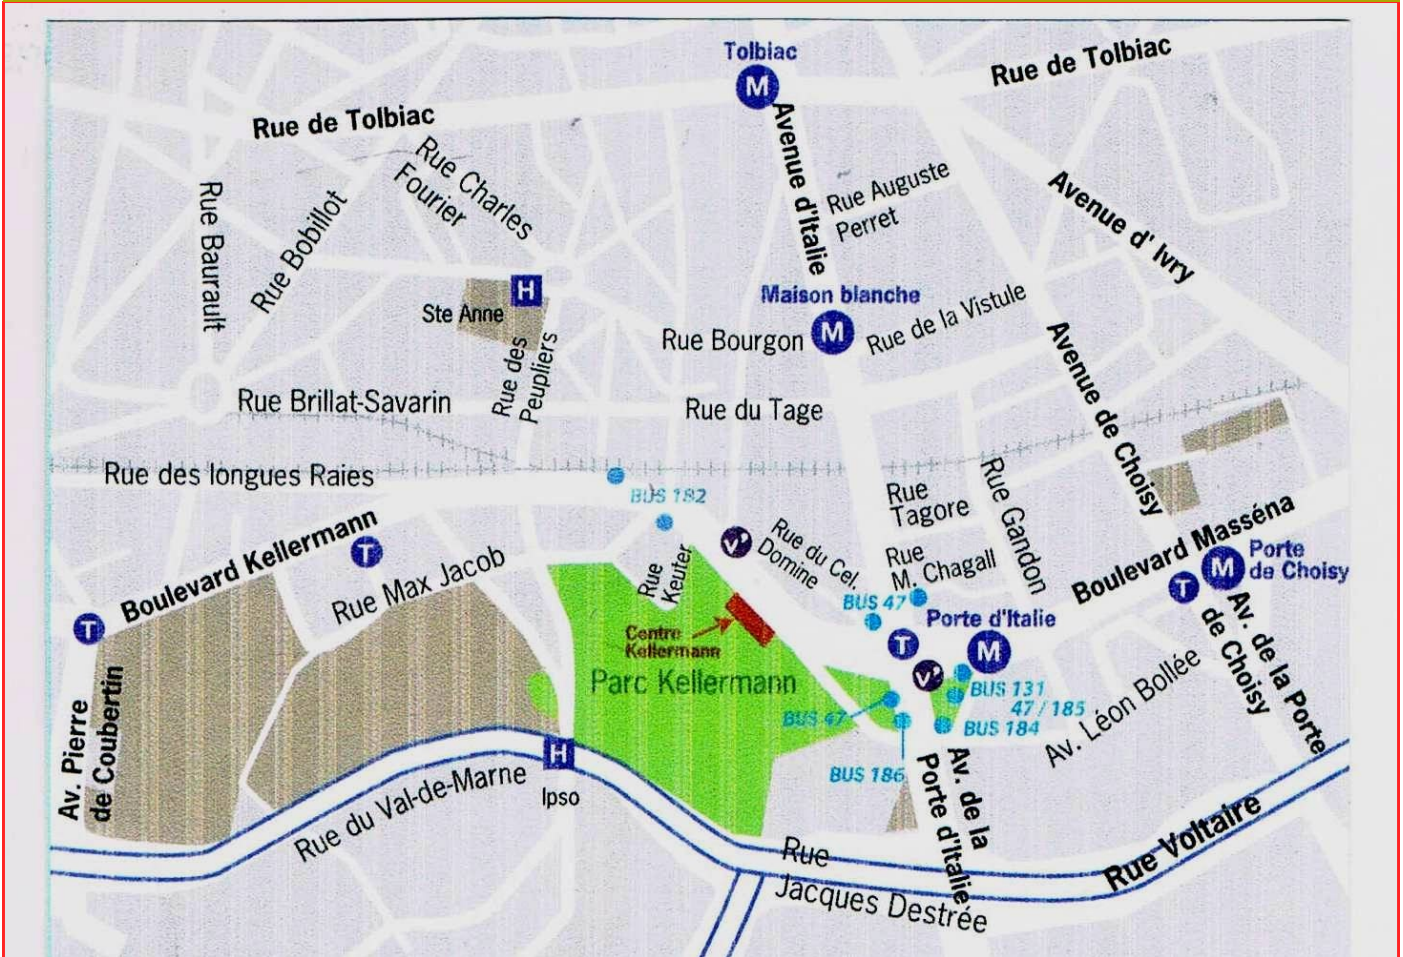 Tolbiac
M
Rue de Tolbiac
Rue de Tolbiac
Avenue d'Italie
Rue Charles
Fourier
Rue Auguste
Perret
Avenue d' Ivry
Rue Baurault
Rue Bobillot
H
Ste Anne
Maison blanche
M
Rue Bourgon
Rue de la Vistule
Rue des
Peupliers
Avenue de Choisy
Rue Brillat-Savarin
Rue du Tage
Rue des longues Raies
BUS 182
Rue
Tagore
Rue Gandon
Boulevard Kellermann
T
Rue Max Jacob
Rue
Keuter
V'
Rue du Cel.
Domine
Rue
M. Chagall
Boulevard Masséna
Porte
de Choisy
M
T
BUS 47
Porte d'Italie
T
M
V'
T
Centre
Kellermann
Parc Kellermann
BUS 47
BUS 131
47 / 185
BUS 184
BUS 186
Av. de la Porte
de Choisy
Av. Léon Bollée
Av. Pierre
de Coubertin
H
Ipso
Rue du Val-de-Marne
Av. de la
Porte d'Italie
Rue
Jacques Destrée
Rue Voltaire